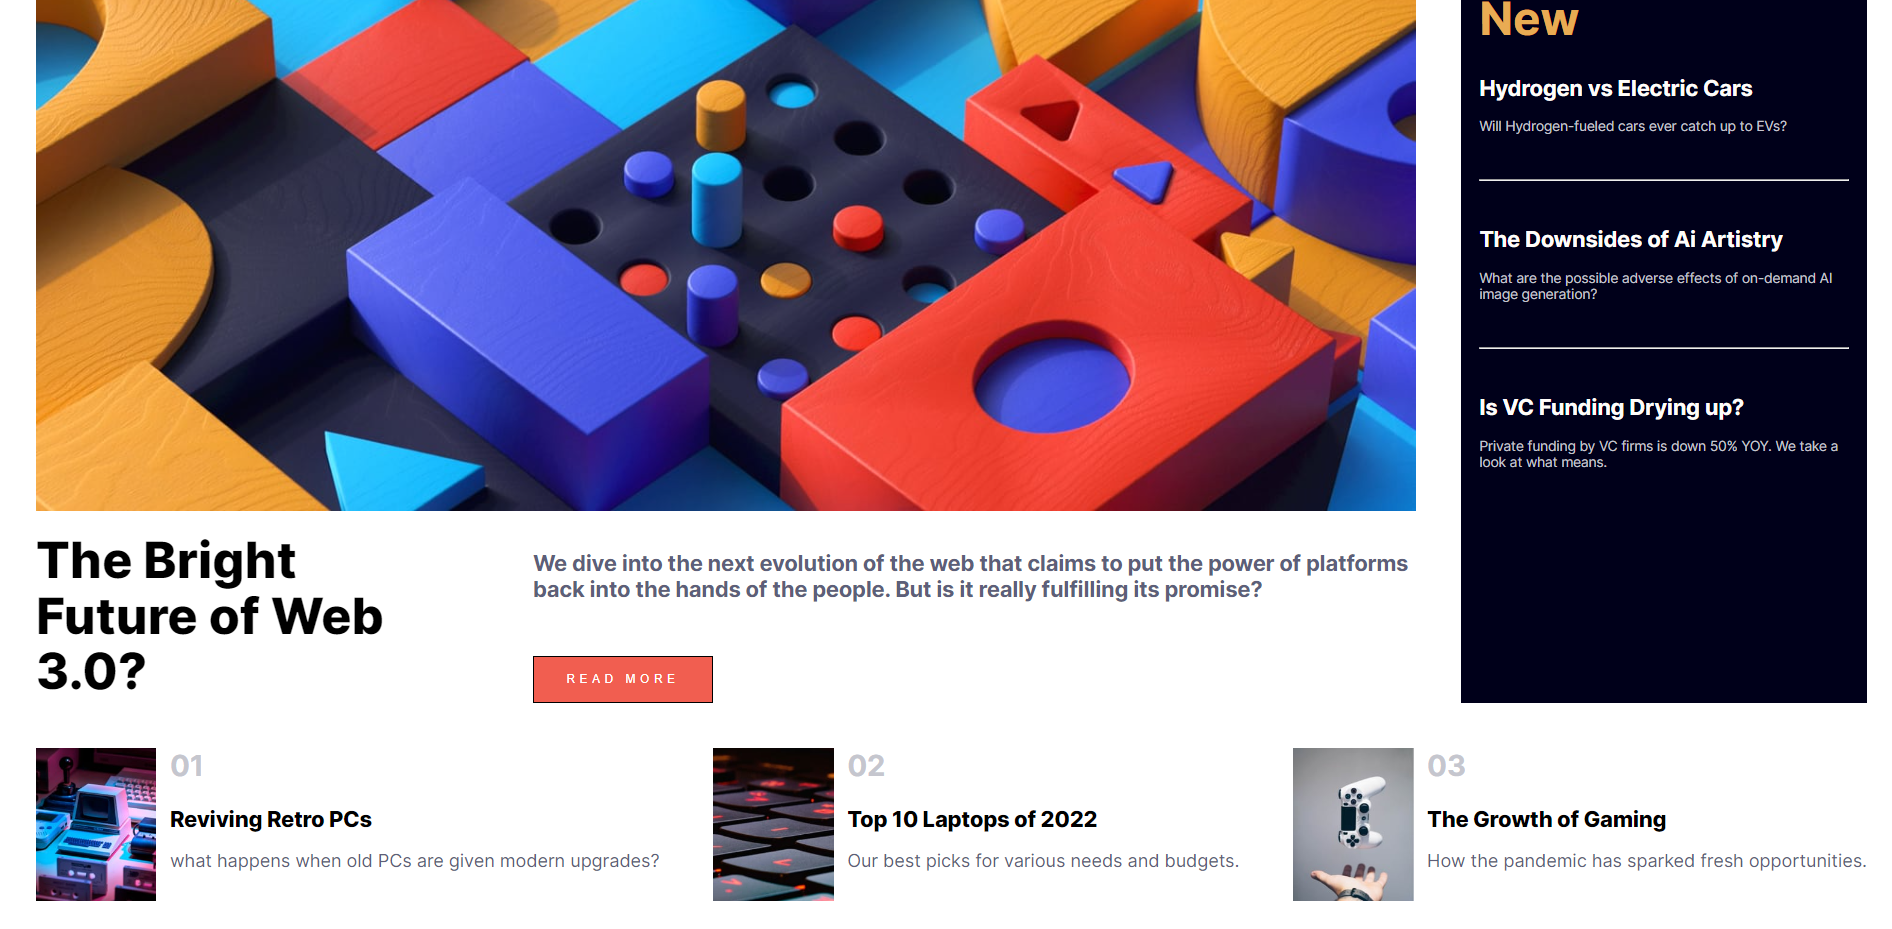 New
Hydrogen vs Electric Cars
Will Hydrogen-fueled cars ever catch up to EVs?
The Downsides of Ai Artistry
What are the possible adverse effects of on-demand AI
image generation?
Is VC Funding Drying up?
Private funding by VC firms is down 50% YOY. We take a
look at what means.
The Bright
Future of Web
3.0?
We dive into the next evolution of the web that claims to put the power of platforms
back into the hands of the people. But is it really fulfilling its promise?
READ MORE
01
Reviving Retro PCs
what happens when old PCs are given modern upgrades?
02
Top 10 Laptops of 2022
Our best picks for various needs and budgets.
03
The Growth of Gaming
How the pandemic has sparked fresh opportunities.